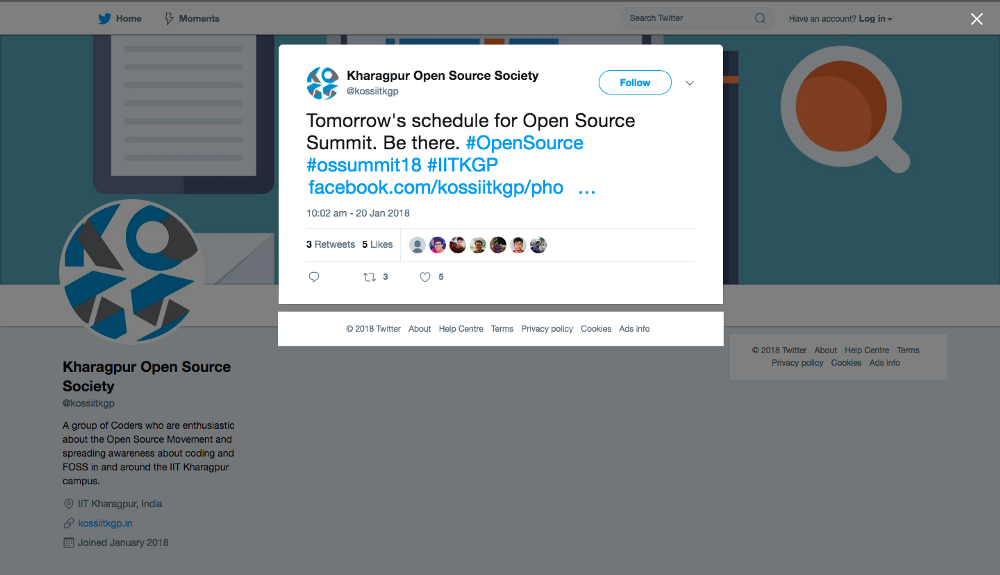 Home
Moments
Search Twitter
Have an account? Log in
Kharagpur Open Source Society
@kossiitkgp
Follow
Tomorrow's schedule for Open Source
Summit. Be there. #OpenSource
#ossummit18 #IITKGP
facebook.com/kossiitkgp/pho …
10:02 am - 20 Jan 2018
3 Retweets 5 Likes
3 5
© 2018 Twitter About Help Centre Terms Privacy policy Cookies Ads info
Kharagpur Open Source
Society
@kossiitkgp
A group of Coders who are enthusiastic
about the Open Source Movement and
spreading awareness about coding and
FOSS in and around the IIT Kharagpur
campus.
IIT Kharagpur, India
kossiitkgp.in
Joined January 2018
© 2018 Twitter About Help Centre Terms
Privacy policy Cookies Ads info